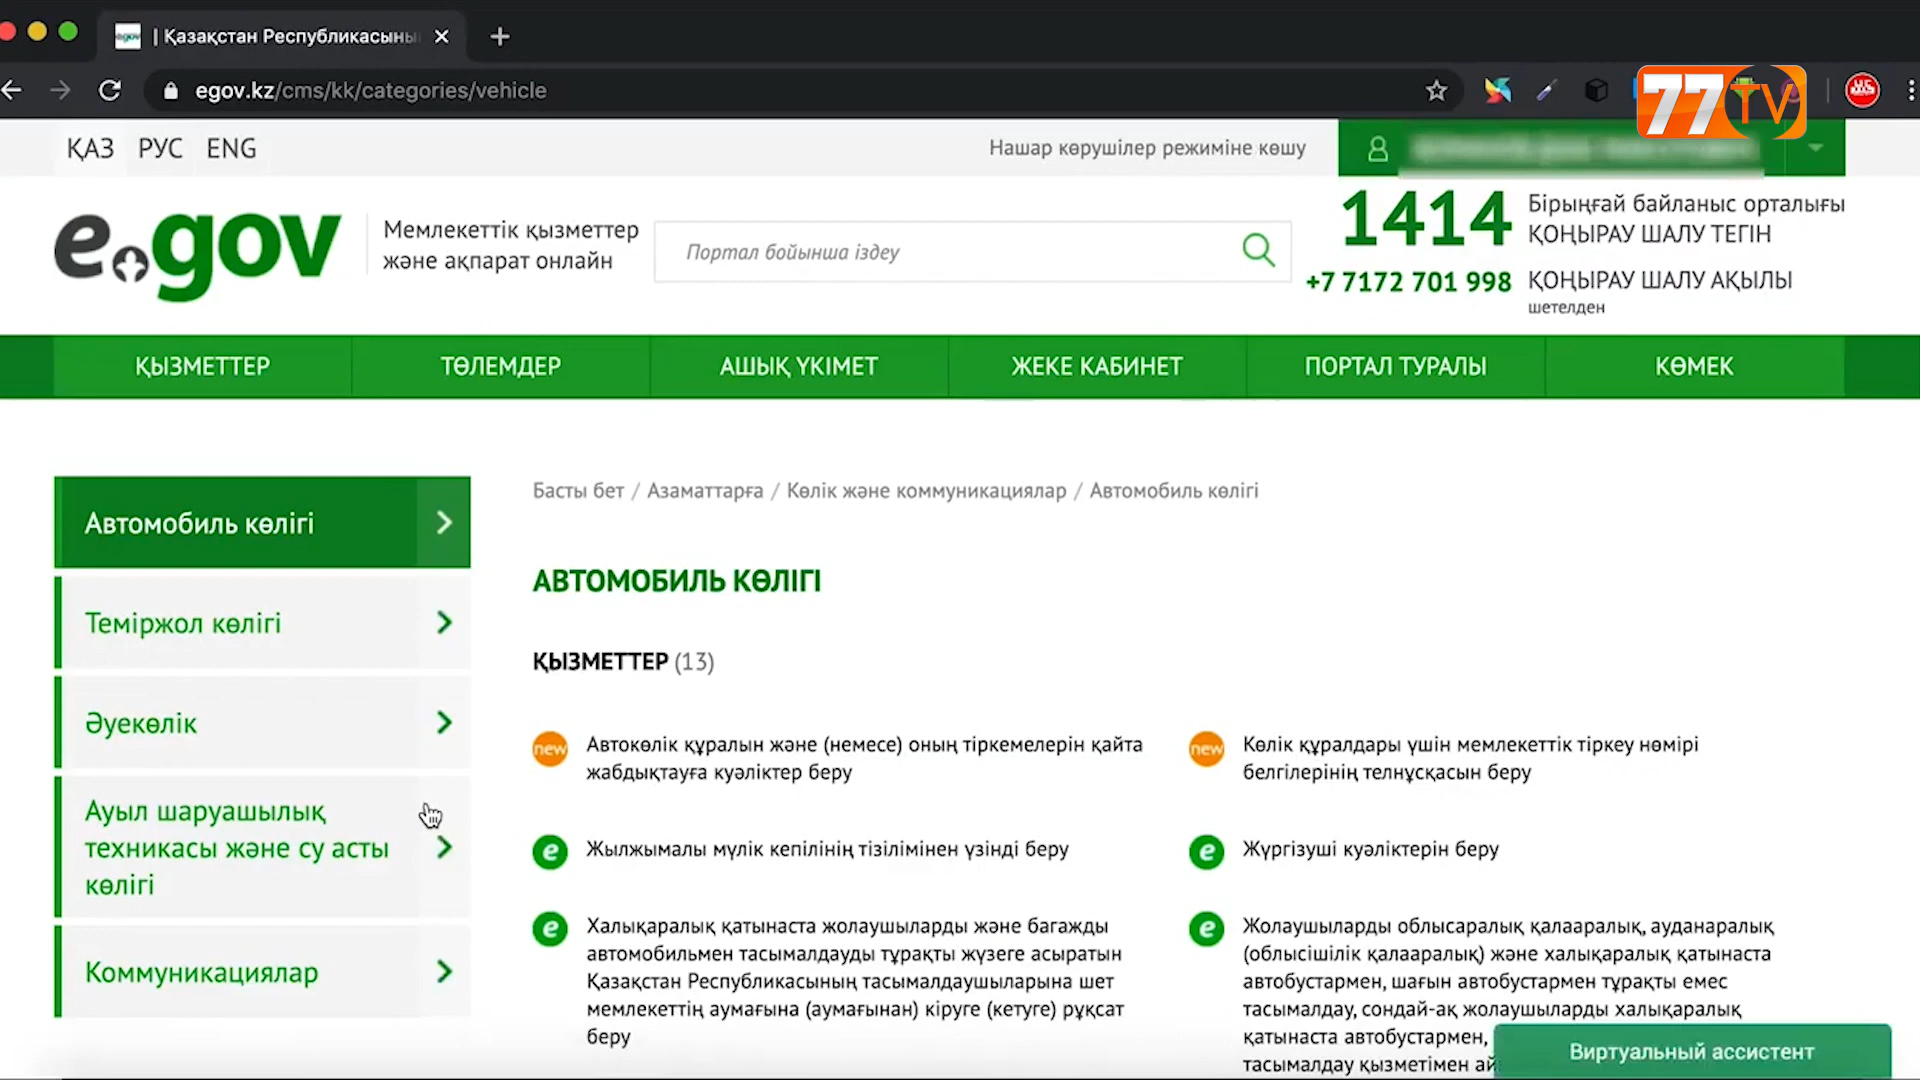 | Қазақстан Республикасыны
egov.kz/cms/kk/categories/vehicle
77TV
ҚАЗ РУС ENG
Нашар көрушілер режиміне көшу
e.gov
Мемлекеттік қызметтер
және ақпарат онлайн
Портал бойынша іздеу
1414
Бірыңғай байланыс орталығы
ҚОҢЫРАУ ШАЛУ ТЕГІН
+7 7172 701 998
ҚОҢЫРАУ ШАЛУ АҚЫЛЫ
шетелден
ҚЫЗМЕТТЕР ТӨЛЕМДЕР АШЫҚ ҮКІМЕТ ЖЕКЕ КАБИНЕТ ПОРТАЛ ТУРАЛЫ КӨМЕК
Автомобиль көлігі
Теміржол көлігі
Әуекөлік
Ауыл шаруашылық
техникасы және су асты
көлігі
Коммуникациялар
Басты бет / Азаматтарға / Көлік және коммуникациялар / Автомобиль көлігі
АВТОМОБИЛЬ КӨЛІГІ
ҚЫЗМЕТТЕР (13)
new
Автокөлік құралын және (немесе) оның тіркемелерін қайта
жабдықтауға куәліктер беру
new
Көлік құралдары үшін мемлекеттік тіркеу нөмірі
белгілерінің телнұсқасын беру
e
Жылжымалы мүлік кепілінің тізілімінен үзінді беру
e
Жүргізуші куәліктерін беру
e
Халықаралық қатынаста жолаушыларды және багажды
автомобильмен тасымалдауды тұрақты жүзеге асыратын
Қазақстан Республикасының тасымалдаушыларына шет
мемлекеттің аумағына (аумағынан) кіруге (кетуге) рұқсат
беру
e
Жолаушыларды облысаралық қалааралық, ауданаралық
(облысішілік қалааралық) және халықаралық қатынаста
автобустармен, шағын автобустармен тұрақты емес
тасымалдау, сондай-ақ жолаушыларды халықаралық
қатынаста автобустармен,
тасымалдау қызметімен ай
Виртуальный ассистент